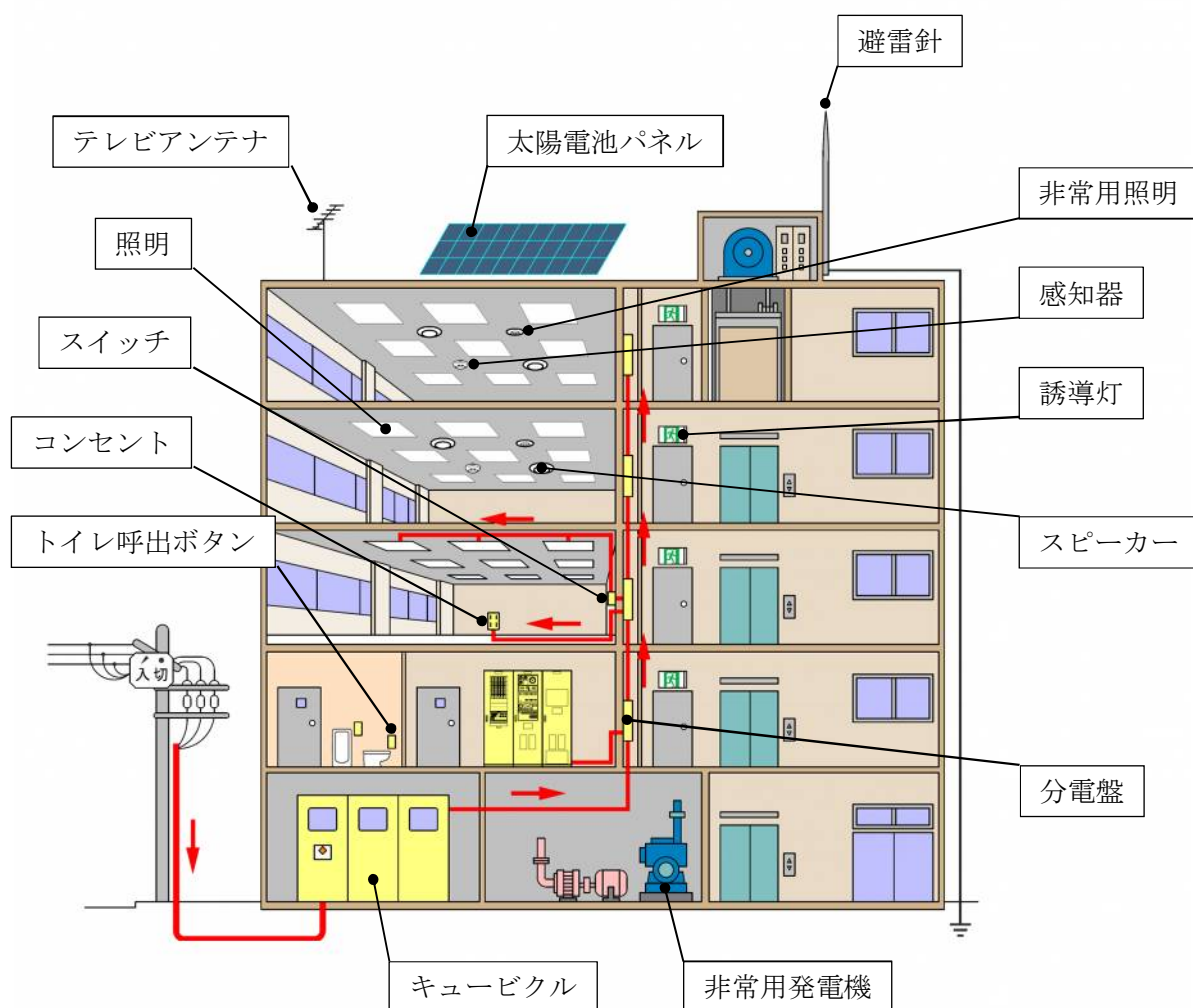 避雷針
テレビアンテナ
太陽電池パネル
非常用照明
照明
感知器
スイッチ
誘導灯
コンセント
トイレ呼出ボタン
スピーカー
入切
分電盤
キュービクル
非常用発電機